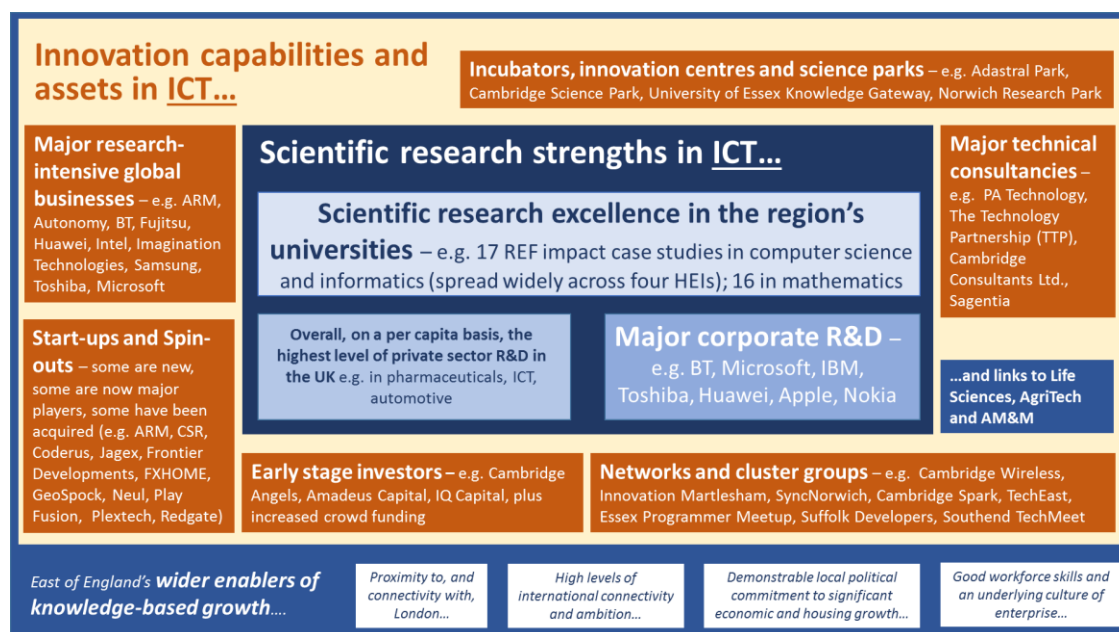 Innovation capabilities and
assets in ICT...
Incubators, innovation centres and science parks – e.g. Adastral Park,
Cambridge Science Park, University of Essex Knowledge Gateway, Norwich Research Park
Major research-
intensive global
businesses – e.g. ARM,
Autonomy, BT, Fujitsu,
Huawei, Intel, Imagination
Technologies, Samsung,
Toshiba, Microsoft
Scientific research strengths in ICT...
Scientific research excellence in the region's
universities – e.g. 17 REF impact case studies in computer science
and informatics (spread widely across four HEIs); 16 in mathematics
Overall, on a per capita basis, the
highest level of private sector R&D in
the UK e.g. in pharmaceuticals, ICT,
automotive
Major corporate R&D –
e.g. BT, Microsoft, IBM,
Toshiba, Huawei, Apple, Nokia
Major technical
consultancies –
e.g. PA Technology,
The Technology
Partnership (TTP),
Cambridge
Consultants Ltd.,
Sagentia
Start-ups and Spin-
outs – some are new,
some are now major
players, some have been
acquired (e.g. ARM, CSR,
Coderus, Jagex, Frontier
Developments, FXHOME,
GeoSpock, Neul, Play
Fusion, Plextech, Redgate)
...and links to Life
Sciences, AgriTech
and AM&M
Early stage investors – e.g. Cambridge
Angels, Amadeus Capital, IQ Capital, plus
increased crowd funding
Networks and cluster groups – e.g. Cambridge Wireless,
Innovation Martlesham, SyncNorwich, Cambridge Spark, TechEast,
Essex Programmer Meetup, Suffolk Developers, Southend TechMeet
East of England's wider enablers of
knowledge-based growth....
Proximity to, and
connectivity with,
London...
High levels of
international connectivity
and ambition...
Demonstrable local political
commitment to significant
economic and housing growth...
Good workforce skills and
an underlying culture of
enterprise...